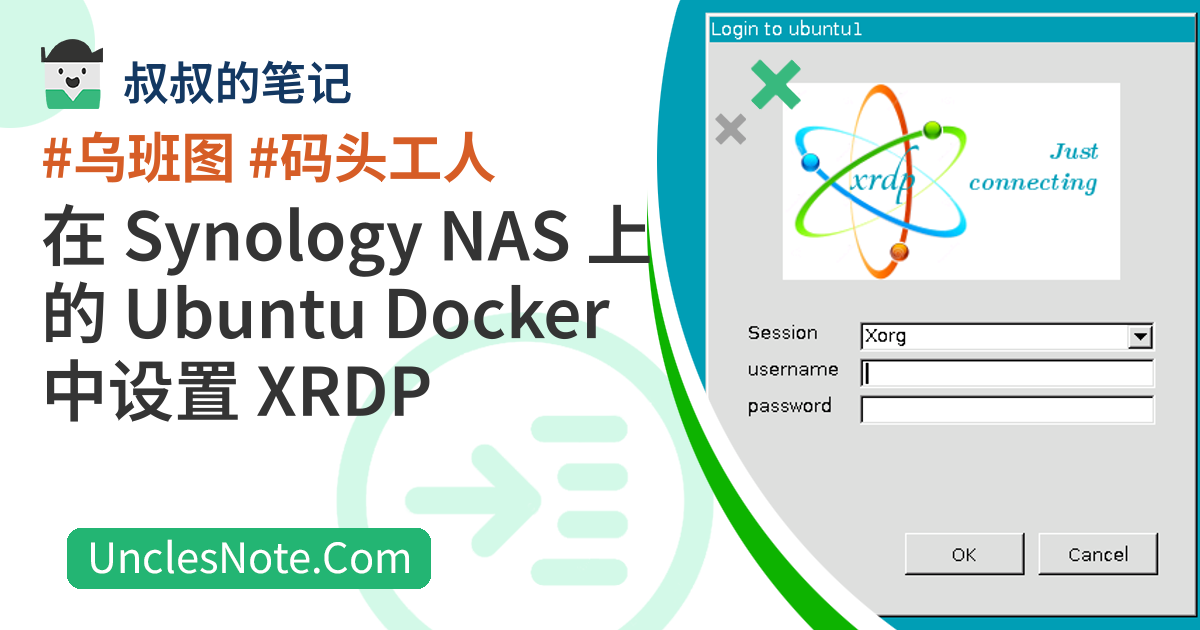 叔叔的笔记
#乌班图 #码头工人
在 Synology NAS 上
的 Ubuntu Docker
中设置 XRDP
UnclesNote.Com
Login to ubuntu1
xrdp
Just
connecting
Session
Xorg
username
password
OK
Cancel